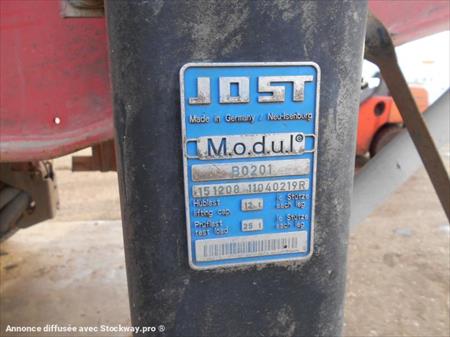 JOST
Made in Germany / Neu-Isenburg
M.o.d.u.l ©
B0201
151208 11040219R
Hublast 12 t je Stütze
lifting cap each leg
Prüflast 25 t je Stütze
test load each leg
Annonce diffusée avec Stockway.pro ®